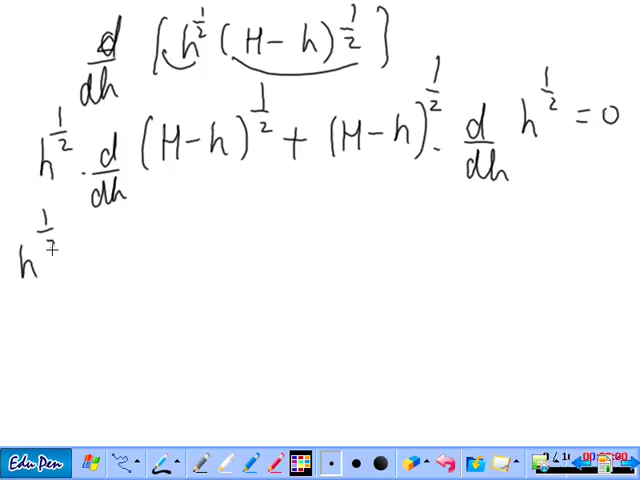 d/dh [h^1/2 (H-h)^1/2]
h^1/2 · d/dh (H-h)^1/2 + (H-h)^1/2 · d/dh h^1/2 = 0
h^1/7
Edu Pen